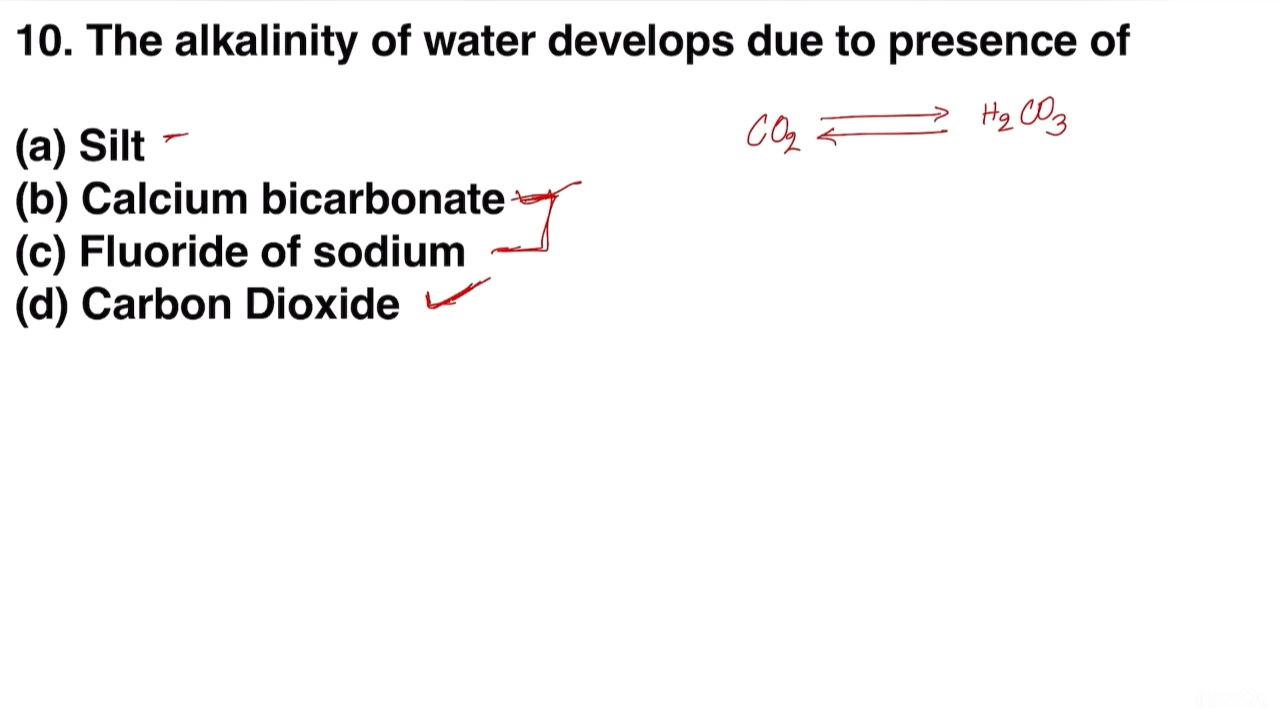 10. The alkalinity of water develops due to presence of
CO₂ ⇌ H₂CO₃
(a) Silt
(b) Calcium bicarbonate
(c) Fluoride of sodium
(d) Carbon Dioxide